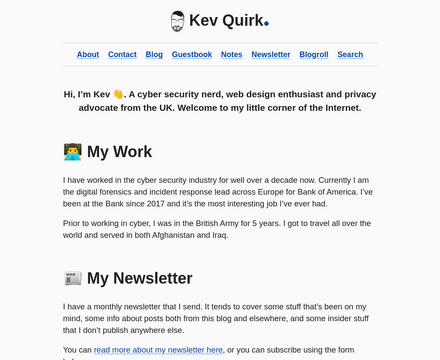 Kev Quirk.
About Contact Blog Guestbook Notes Newsletter Blogroll Search
Hi, I'm Kev 👋. A cyber security nerd, web design enthusiast and privacy
advocate from the UK. Welcome to my little corner of the Internet.
👨‍💻 My Work
I have worked in the cyber security industry for well over a decade now. Currently I am
the digital forensics and incident response lead across Europe for Bank of America. I've
been at the Bank since 2017 and it's the most interesting job I've ever had.
Prior to working in cyber, I was in the British Army for 5 years. I got to travel all over the
world and served in both Afghanistan and Iraq.
📰 My Newsletter
I have a monthly newsletter that I send. It tends to cover some stuff that's been on my
mind, some info about posts both from this blog and elsewhere, and some insider stuff
that I don't publish anywhere else.
You can read more about my newsletter here, or you can subscribe using the form